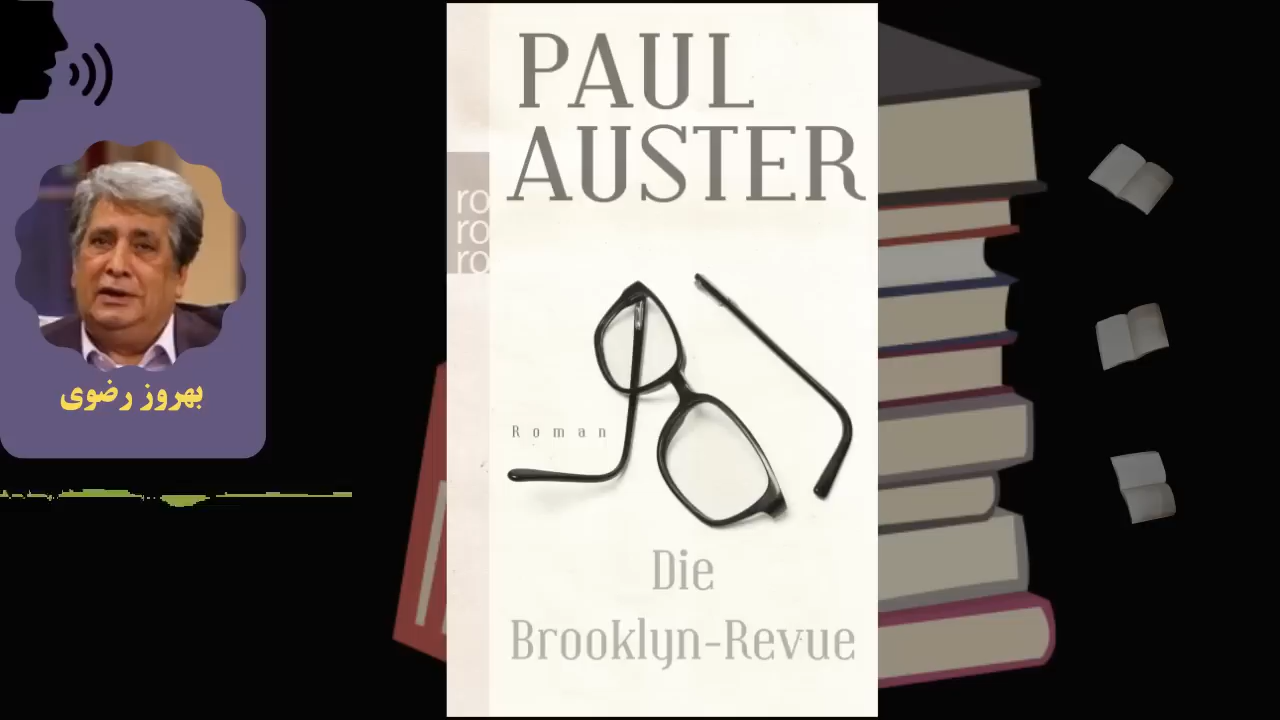 PAUL
AUSTER
ro
ro
ro
Roman
Die
Brooklyn-Revue
بهروز رضوی